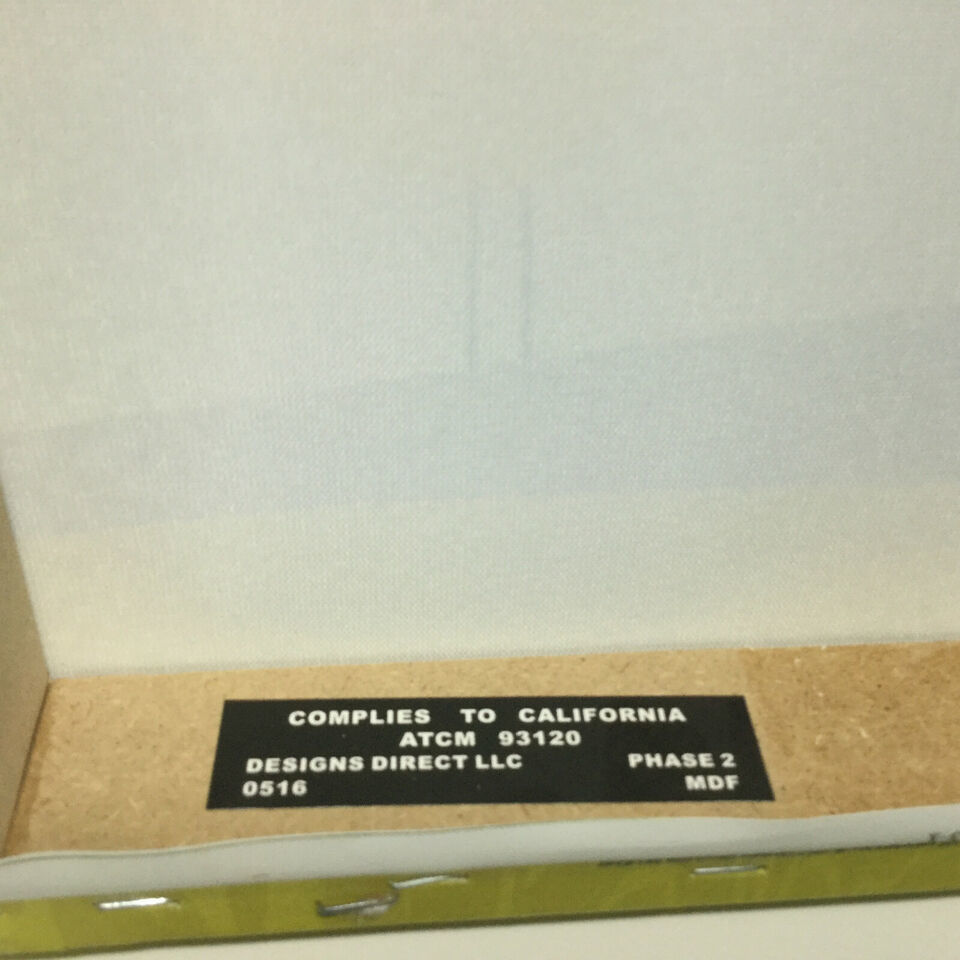 COMPLIES TO CALIFORNIA
ATCM 93120
DESIGNS DIRECT LLC PHASE 2
0516 MDF